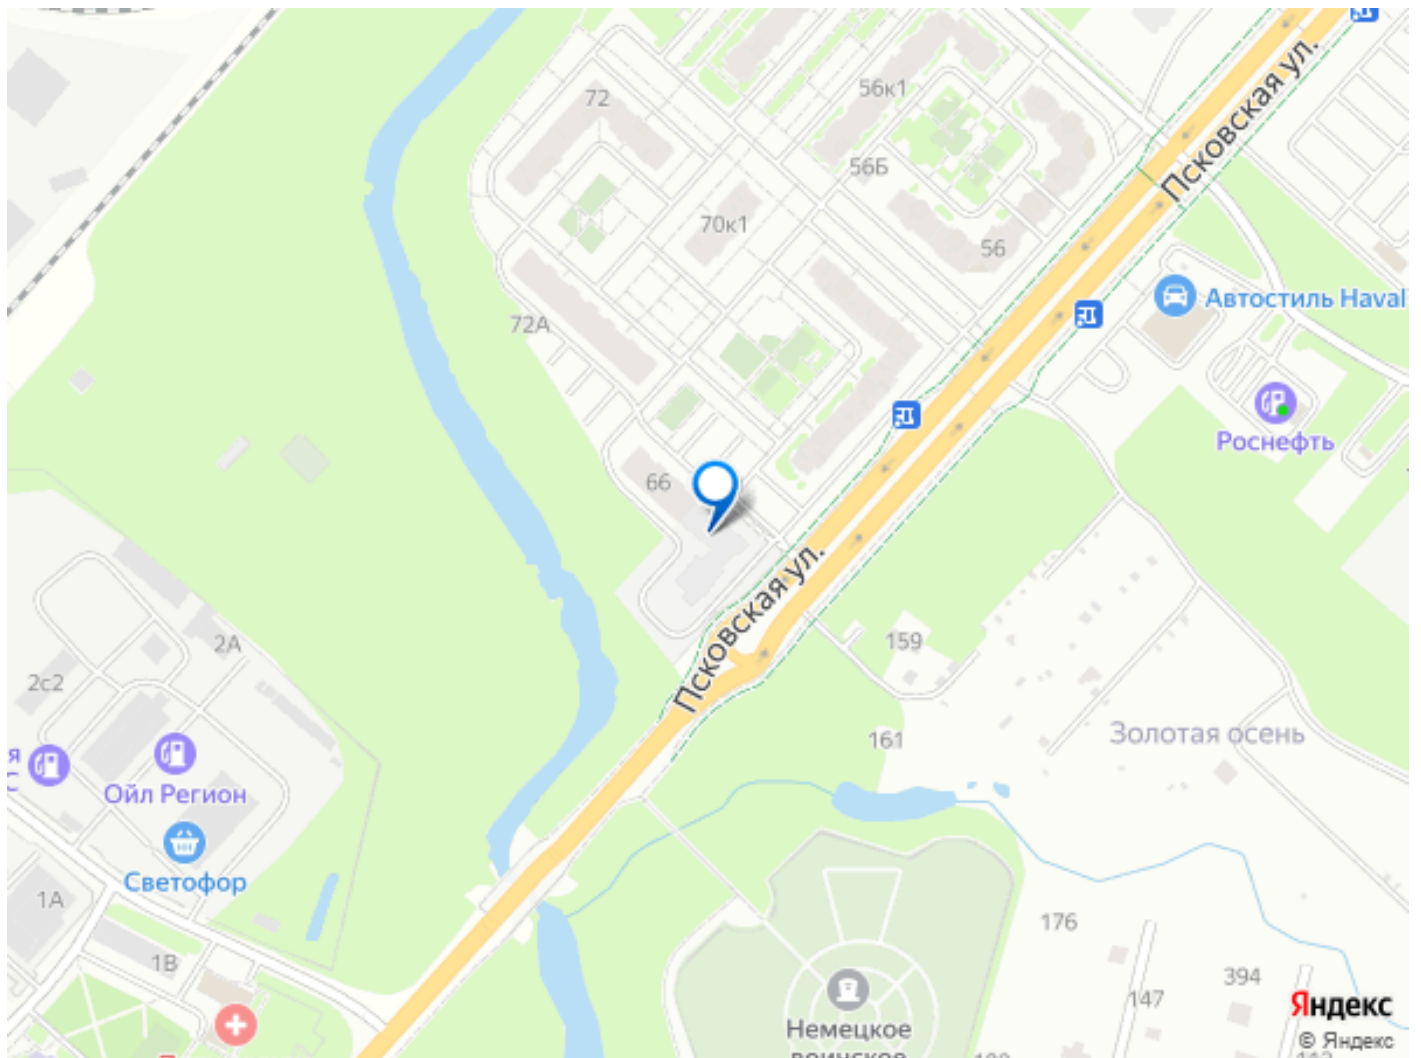 Псковская ул.
72
56к1
56Б
70к1
56
Автостиль Haval
72А
Роснефть
66
Псковская ул.
159
2А
2с2
161
Золотая осень
я
С
Ойл Регион
Светофор
1А
176
1В
394
147
Немецкое
воинское
Яндекс
© Яндекс